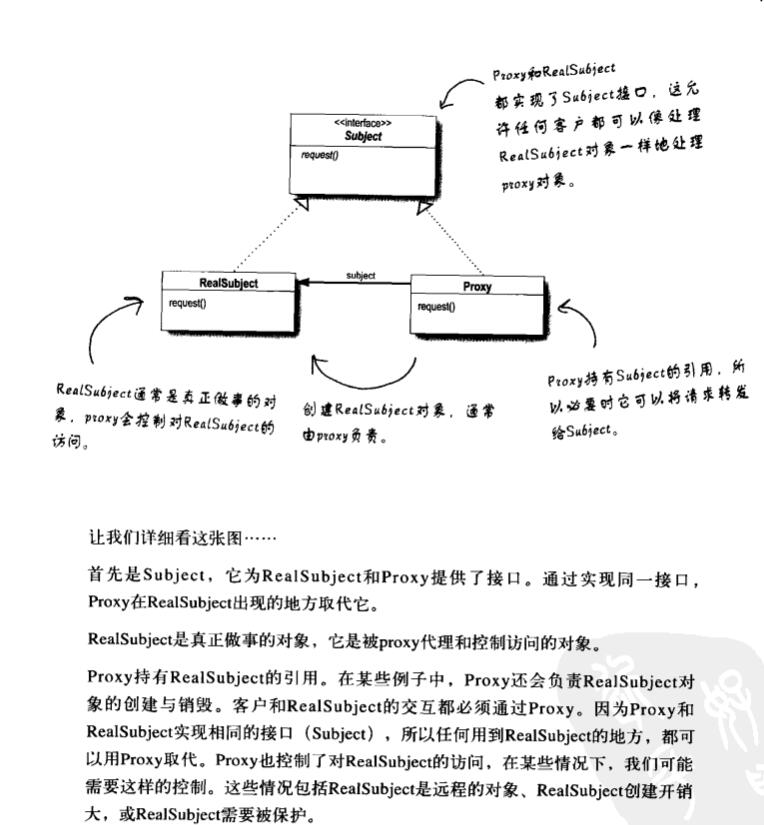 Proxy和RealSubject
都实现了Subject接口，这允
许任何客户都可以像处理
RealSubject对象一样地处理
proxy对象。
<<interface>>
Subject
request()
RealSubject
request()
subject
Proxy
request()
RealSubject通常是真正做事的对
象，proxy会控制对RealSubject的
访问。
创建RealSubject对象，通常
由proxy负责。
Proxy持有Subject的引用，所
以必要时它可以将请求转发
给Subject。
让我们详细看这张图……
首先是Subject，它为RealSubject和Proxy提供了接口。通过实现同一接口，
Proxy在RealSubject出现的地方取代它。
RealSubject是真正做事的对象，它是被proxy代理和控制访问的对象。
Proxy持有RealSubject的引用。在某些例子中，Proxy还会负责RealSubject对
象的创建与销毁。客户和RealSubject的交互都必须通过Proxy。因为Proxy和
RealSubject实现相同的接口（Subject），所以任何用到RealSubject的地方，都可
以用Proxy取代。Proxy也控制了对RealSubject的访问，在某些情况下，我们可能
需要这样的控制。这些情况包括RealSubject是远程的对象、RealSubject创建开销
大，或RealSubject需要被保护。